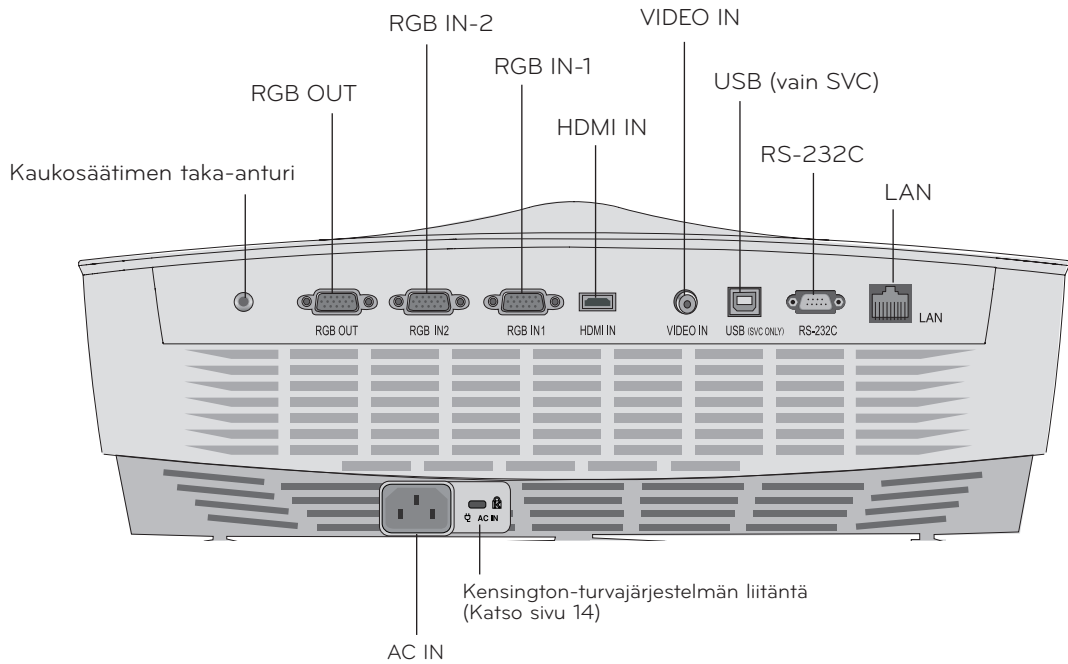 RGB IN-2
VIDEO IN
RGB IN-1
USB (vain SVC)
RGB OUT
HDMI IN
RS-232C
Kaukosäätimen taka-anturi
LAN
RGB OUT
RGB IN2
RGB IN1
HDMI IN
VIDEO IN
USB (SVC ONLY)
RS-232C
LAN
AC IN
Kensington-turvajärjestelmän liitäntä
(Katso sivu 14)
AC IN